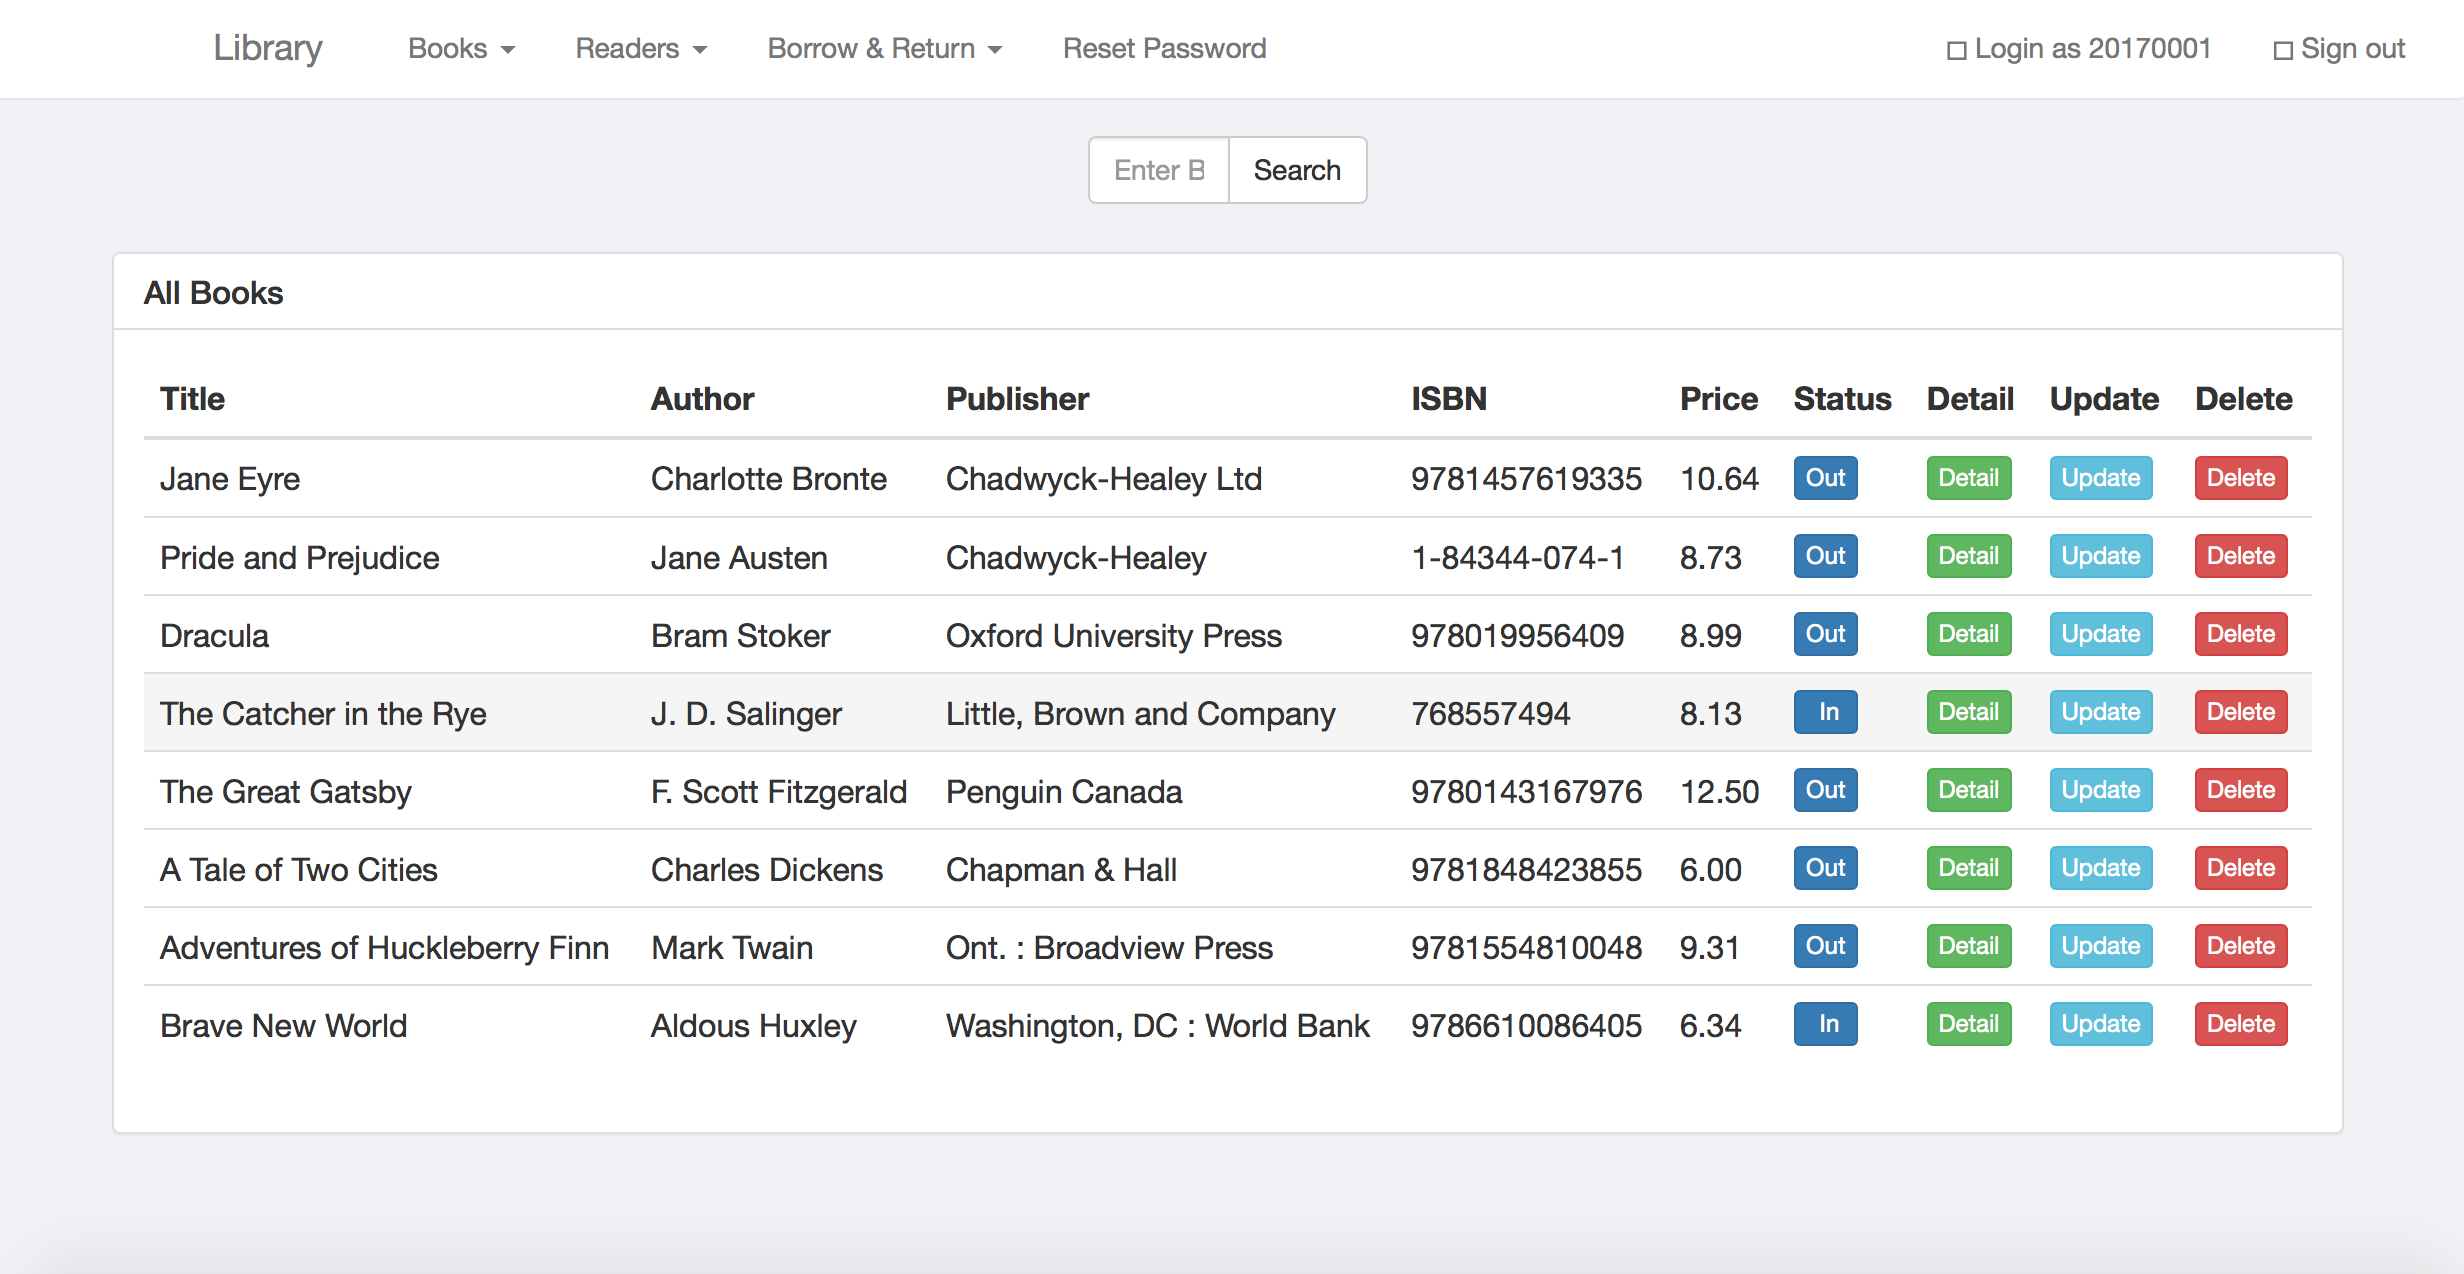 Library Books Readers Borrow & Return Reset Password Login as 20170001 Sign out
Enter B Search
All Books
Title Author Publisher ISBN Price Status Detail Update Delete
Jane Eyre Charlotte Bronte Chadwyck-Healey Ltd 9781457619335 10.64 Out Detail Update Delete
Pride and Prejudice Jane Austen Chadwyck-Healey 1-84344-074-1 8.73 Out Detail Update Delete
Dracula Bram Stoker Oxford University Press 978019956409 8.99 Out Detail Update Delete
The Catcher in the Rye J. D. Salinger Little, Brown and Company 768557494 8.13 In Detail Update Delete
The Great Gatsby F. Scott Fitzgerald Penguin Canada 9780143167976 12.50 Out Detail Update Delete
A Tale of Two Cities Charles Dickens Chapman & Hall 9781848423855 6.00 Out Detail Update Delete
Adventures of Huckleberry Finn Mark Twain Ont. : Broadview Press 9781554810048 9.31 Out Detail Update Delete
Brave New World Aldous Huxley Washington, DC : World Bank 9786610086405 6.34 In Detail Update Delete